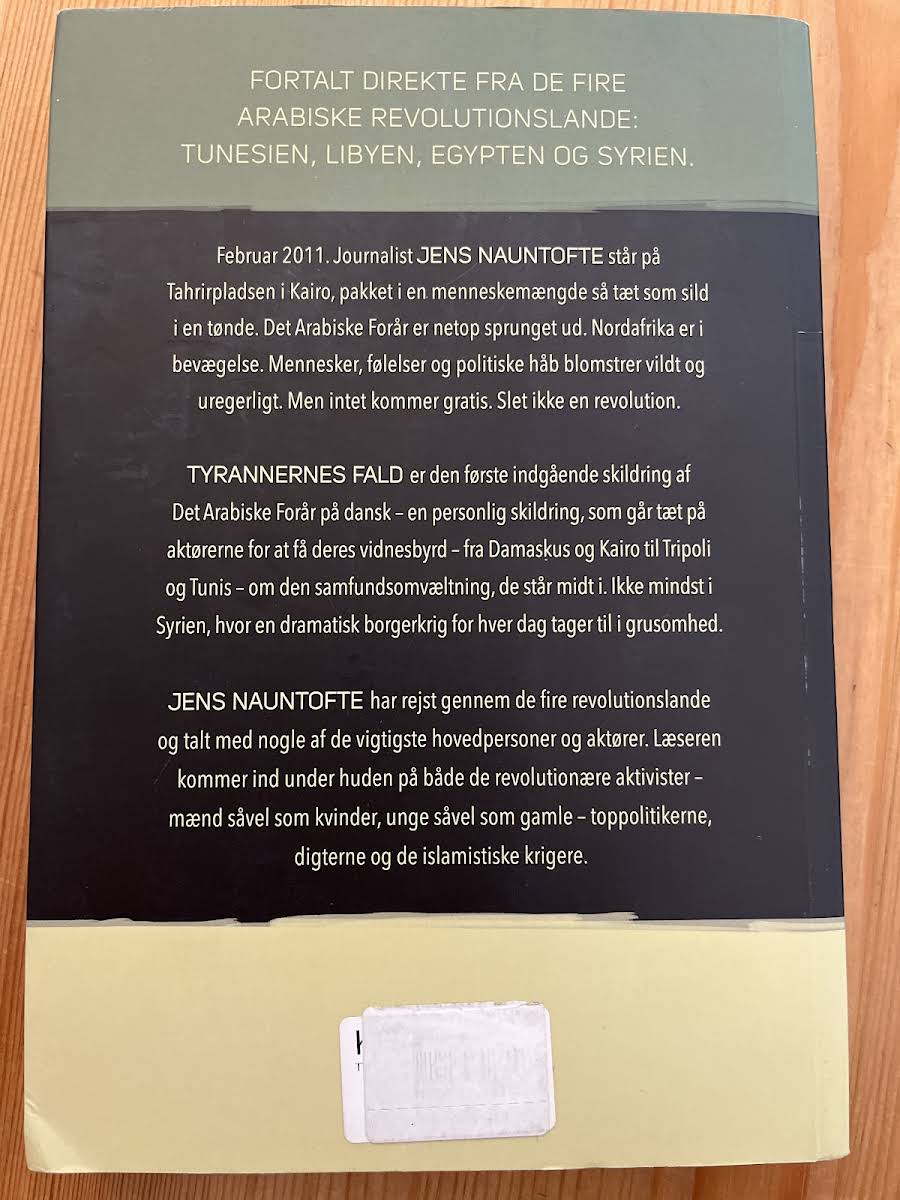 FORTALT DIREKTE FRA DE FIRE
ARABISKE REVOLUTIONSLANDE:
TUNESIEN, LIBYEN, EGYPTEN OG SYRIEN.
Februar 2011. Journalist JENS NAUNTOFTE står på
Tahrirpladsen i Kairo, pakket i en menneskemængde så tæt som sild
i en tønde. Det Arabiske Forår er netop sprunget ud. Nordafrika er i
bevægelse. Mennesker, følelser og politiske håb blomstrer vildt og
uregerligt. Men intet kommer gratis. Slet ikke en revolution.
TYRANNERNES FALD er den første indgående skildring af
Det Arabiske Forår på dansk – en personlig skildring, som går tæt på
aktørerne for at få deres vidnesbyrd – fra Damaskus og Kairo til Tripoli
og Tunis – om den samfundsomvæltning, de står midt i. Ikke mindst i
Syrien, hvor en dramatisk borgerkrig for hver dag tager til i grusomhed.
JENS NAUNTOFTE har rejst gennem de fire revolutionslande
og talt med nogle af de vigtigste hovedpersoner og aktører. Læseren
kommer ind under huden på både de revolutionære aktivister –
mænd såvel som kvinder, unge såvel som gamle – toppolitikerne,
digterne og de islamistiske krigere.